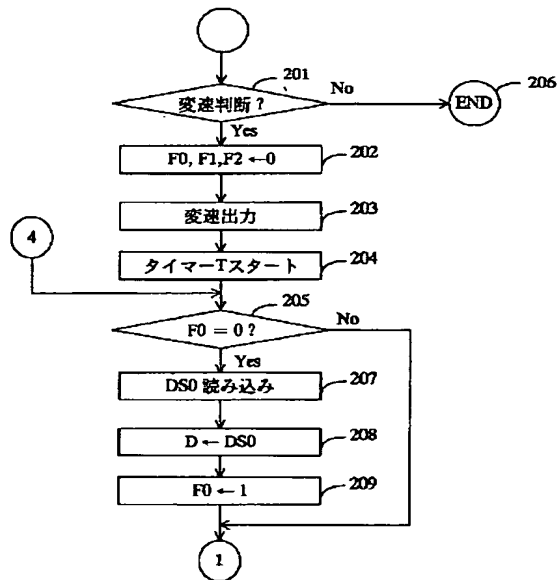 201
変速判断？
No
END
206
Yes
F0, F1,F2 ←0
202
変速出力
203
4
タイマーTスタート
204
205
F0 = 0？
No
Yes
DS0 読み込み
207
D ← DS0
208
F0 ← 1
209
1